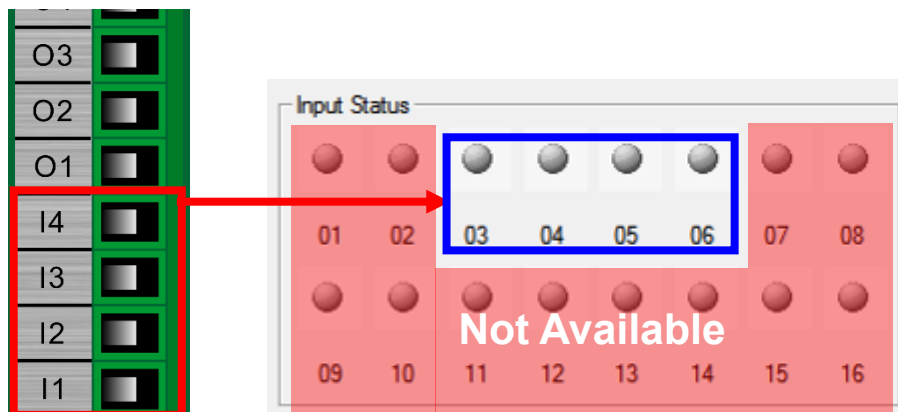 O3
O2
O1
I4
I3
I2
I1
Input Status
01 02 03 04 05 06 07 08
Not Available
09 10 11 12 13 14 15 16